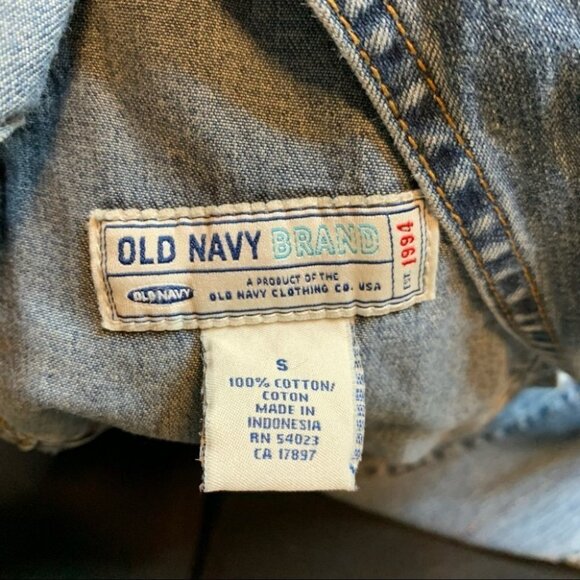 OLD NAVY BRAND
EST 1994
OLD NAVY
A PRODUCT OF THE
OLD NAVY CLOTHING CO. USA
S
100% COTTON/
COTON
MADE IN
INDONESIA
RN 54023
CA 17897